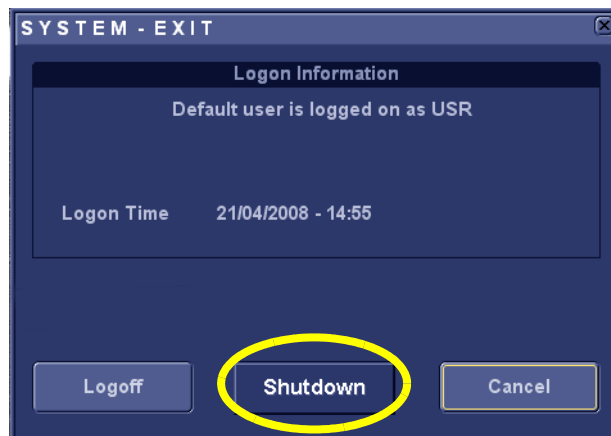 SYSTEM - EXIT
Logon Information
Default user is logged on as USR
Logon Time 21/04/2008 - 14:55
Logoff Shutdown Cancel